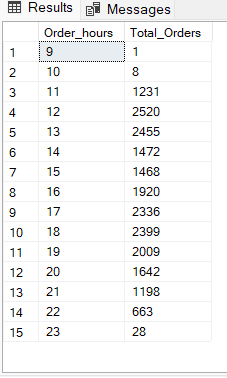 Results Messages
Order_hours Total_Orders
1 9 1
2 10 8
3 11 1231
4 12 2520
5 13 2455
6 14 1472
7 15 1468
8 16 1920
9 17 2336
10 18 2399
11 19 2009
12 20 1642
13 21 1198
14 22 663
15 23 28